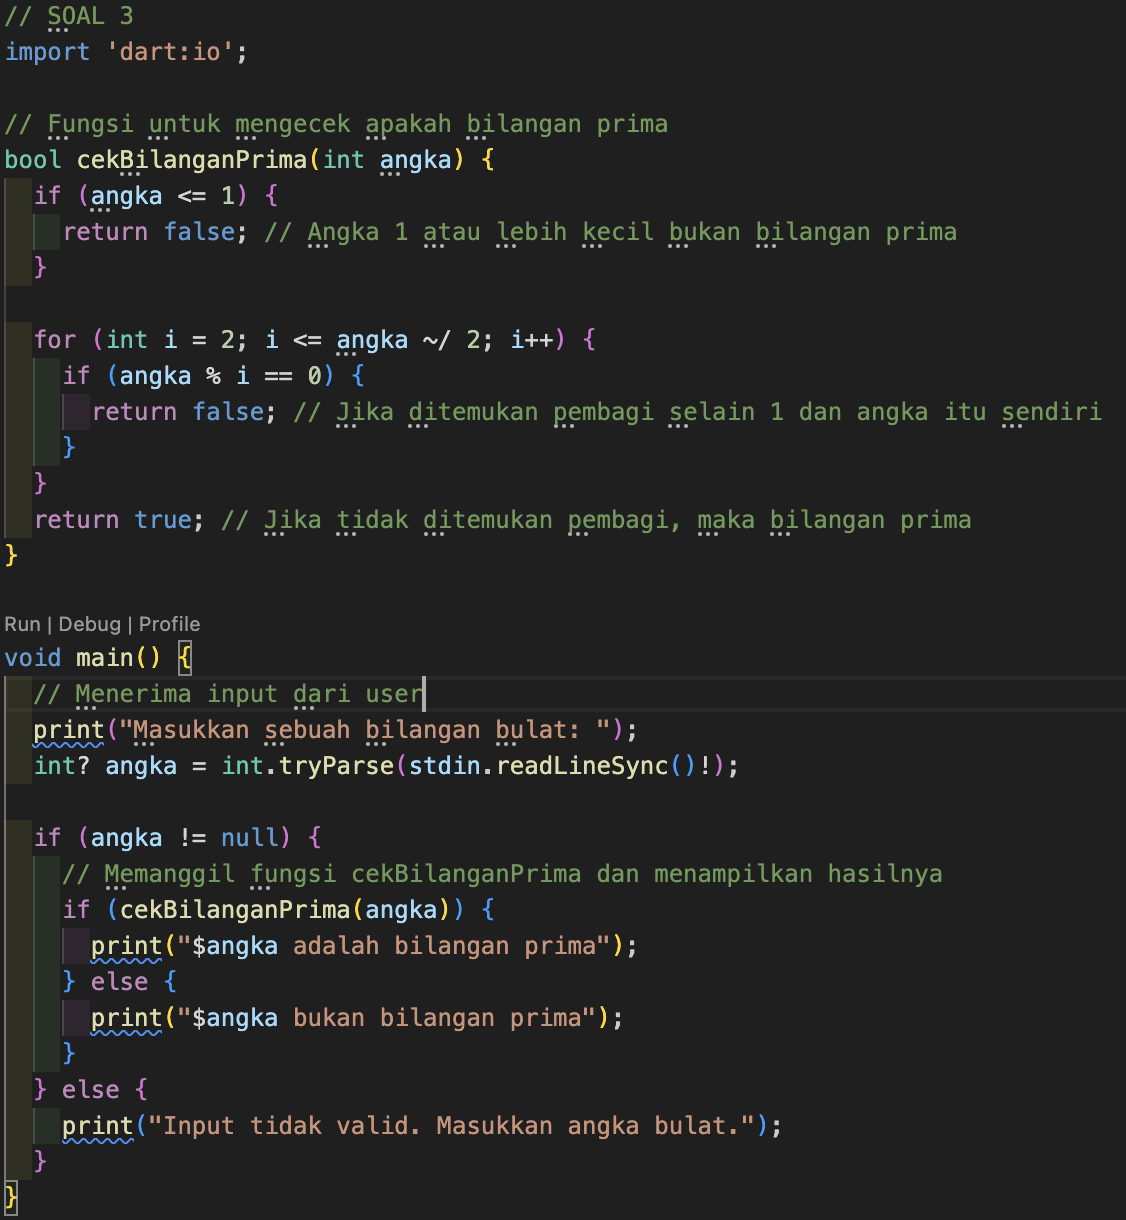 // SOAL 3
import 'dart:io';
// Fungsi untuk mengecek apakah bilangan prima
bool cekBilanganPrima(int angka) {
if (angka <= 1) {
return false; // Angka 1 atau lebih kecil bukan bilangan prima
}
for (int i = 2; i <= angka ~/ 2; i++) {
if (angka % i == 0) {
return false; // Jika ditemukan pembagi selain 1 dan angka itu sendiri
}
}
return true; // Jika tidak ditemukan pembagi, maka bilangan prima
}
Run | Debug | Profile
void main() {
// Menerima input dari user
print("Masukkan sebuah bilangan bulat: ");
int? angka = int.tryParse(stdin.readLineSync()!);
if (angka != null) {
// Memanggil fungsi cekBilanganPrima dan menampilkan hasilnya
if (cekBilanganPrima(angka)) {
print("$angka adalah bilangan prima");
} else {
print("$angka bukan bilangan prima");
}
} else {
print("Input tidak valid. Masukkan angka bulat.");
}
}